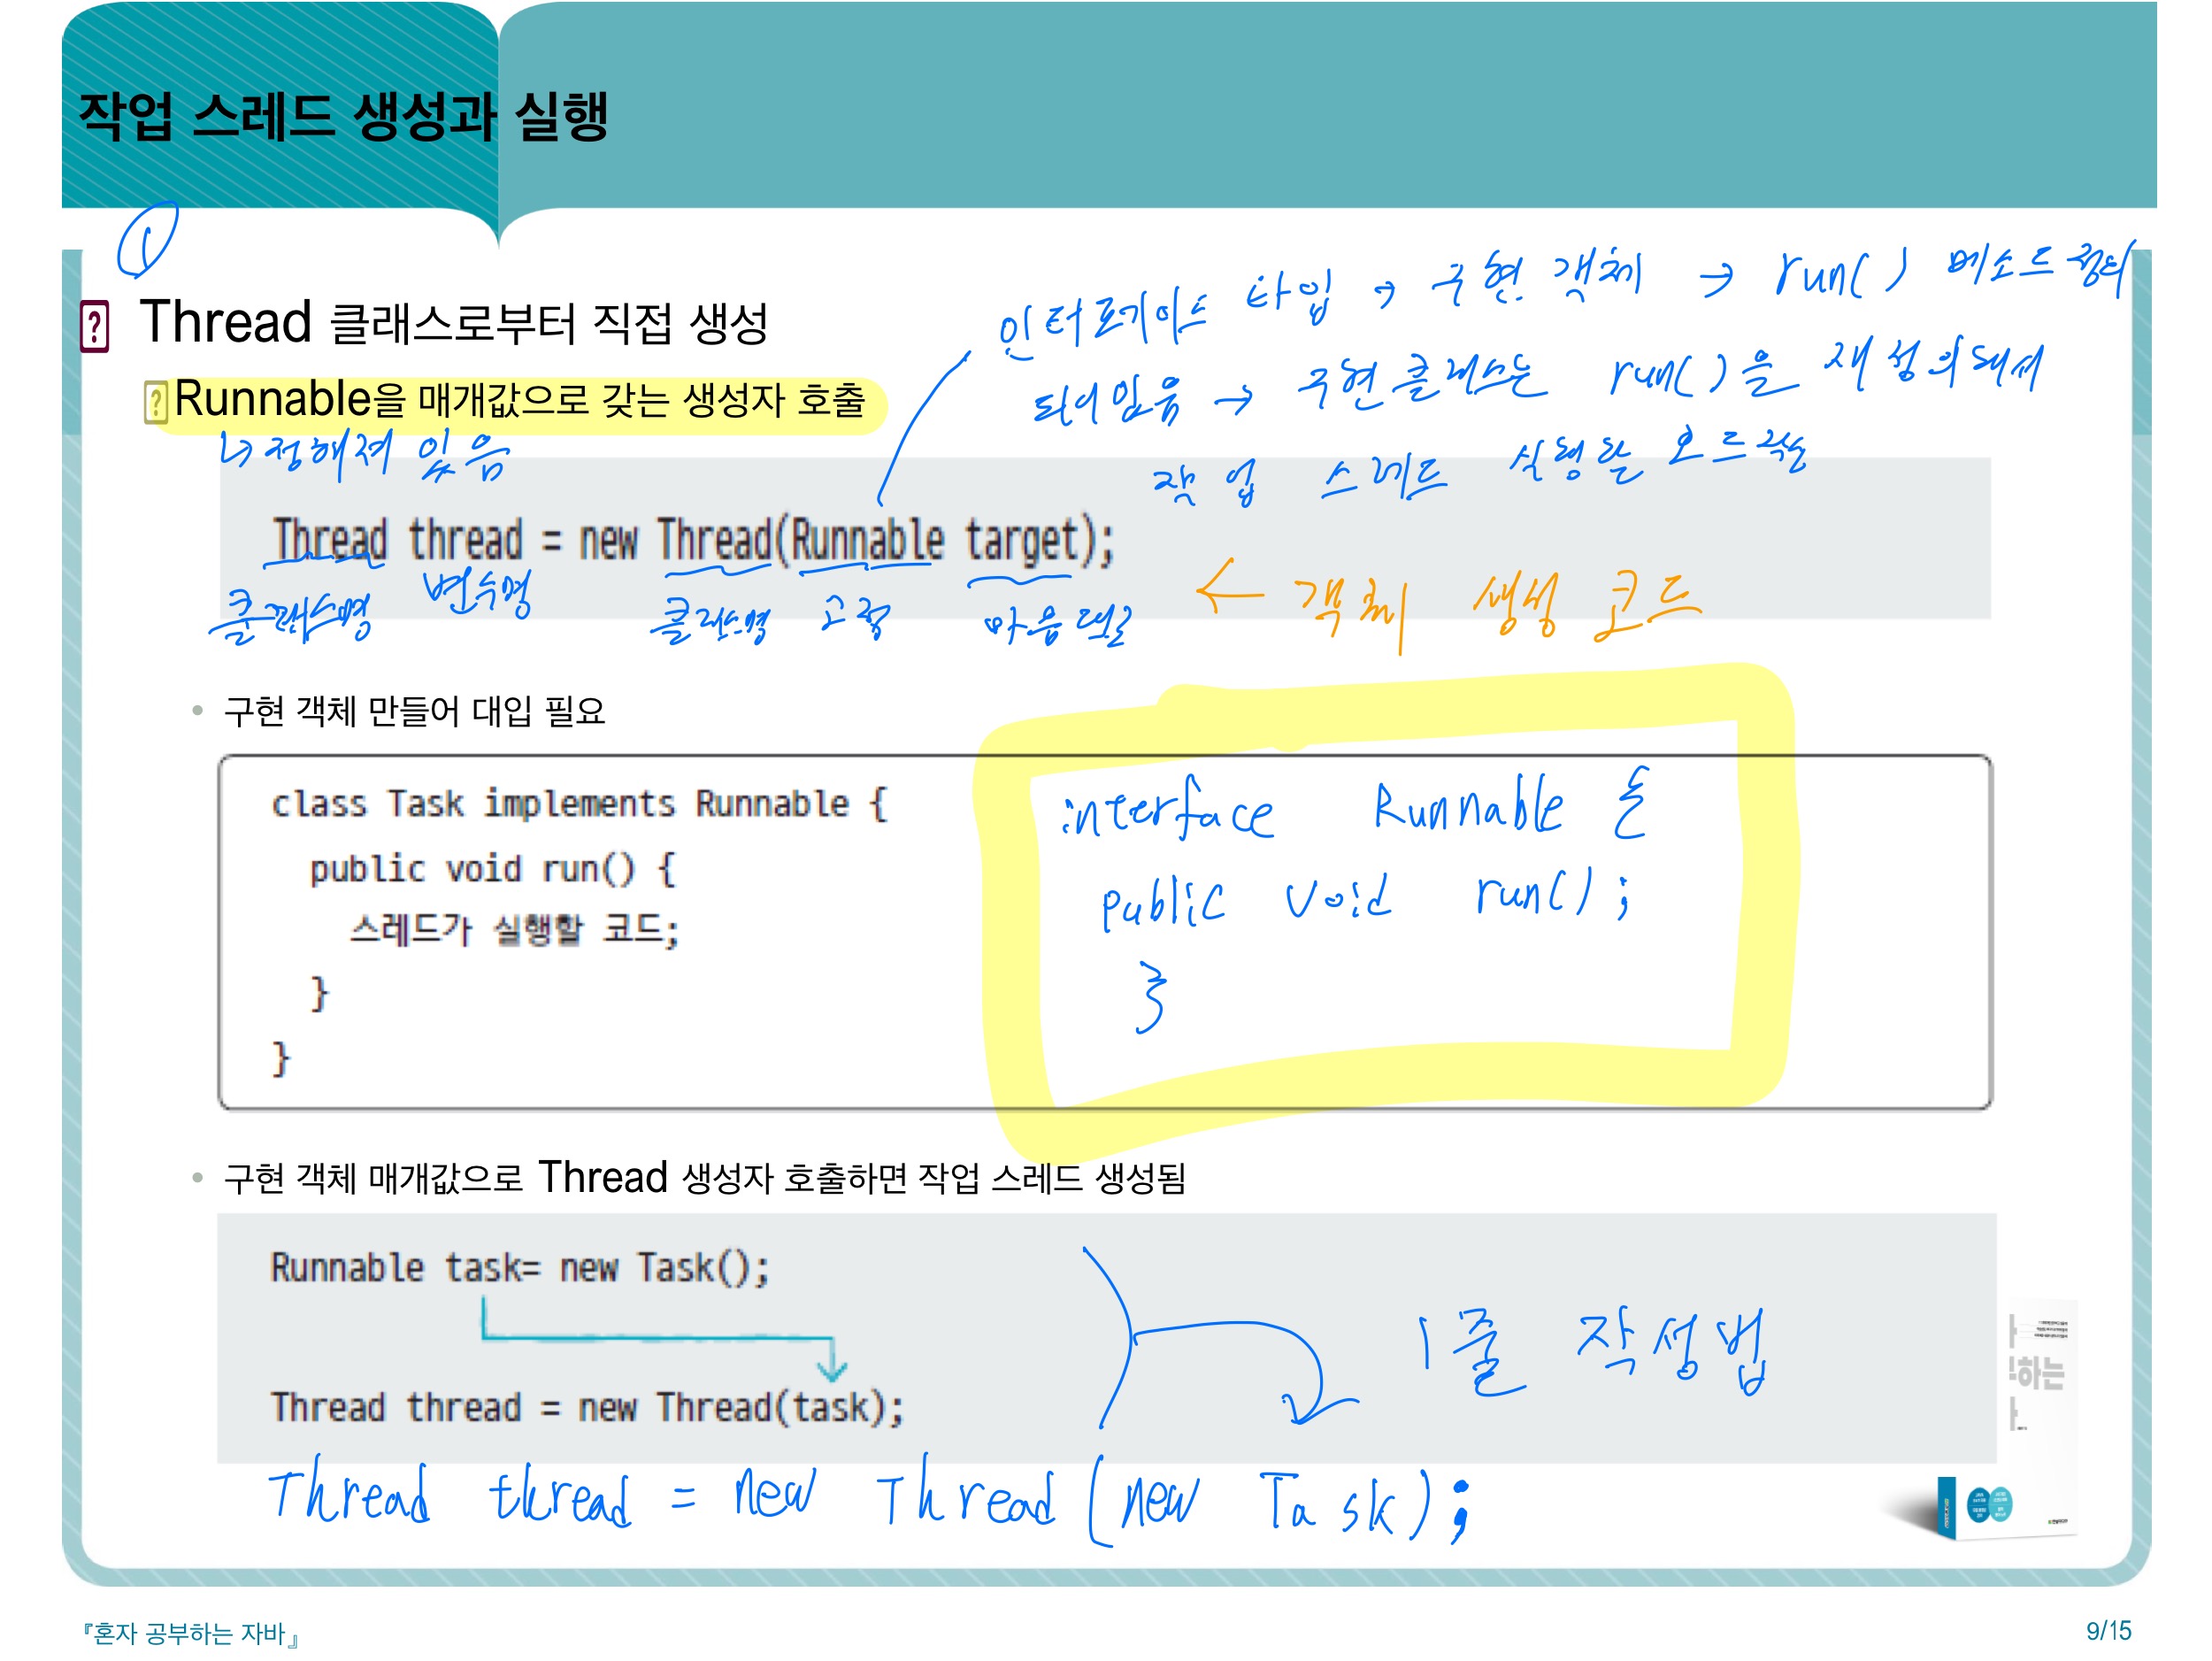 작업 스레드 생성과 실행
①
Thread 클래스로부터 직접 생성
인터페이스 타입 → 구현 객체 → run() 메소드 정의
Runnable을 매개값으로 갖는 생성자 호출
되어있음 → 구현클래스는 run()을 재정의해서
↳ 정해져 있음
작업 스레드 실행할 코드 작성
Thread thread = new Thread(Runnable target);
클래스명 변수명 클래스명 고정 마음대로
← 객체 생성 코드
• 구현 객체 만들어 대입 필요
class Task implements Runnable {
public void run() {
스레드가 실행할 코드;
}
}
interface Runnable {
public void run();
}
• 구현 객체 매개값으로 Thread 생성자 호출하면 작업 스레드 생성됨
Runnable task= new Task();
Thread thread = new Thread(task);
1줄 작성법
Thread thread = new Thread(new Task);
하는
『혼자 공부하는 자바』
9/15